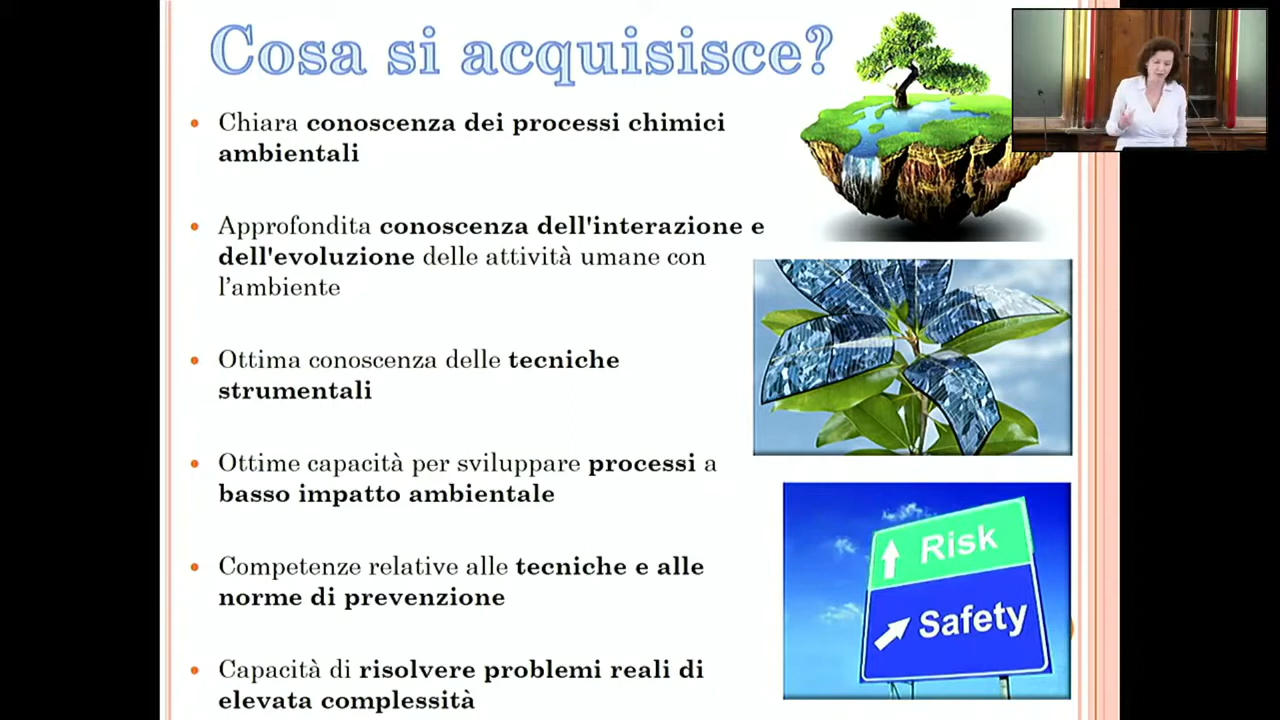 Cosa si acquisisce?
Chiara conoscenza dei processi chimici
ambientali
Approfondita conoscenza dell'interazione e
dell'evoluzione delle attività umane con
l’ambiente
Ottima conoscenza delle tecniche
strumentali
Ottime capacità per sviluppare processi a
basso impatto ambientale
Competenze relative alle tecniche e alle
norme di prevenzione
Capacità di risolvere problemi reali di
elevata complessità
Risk
Safety